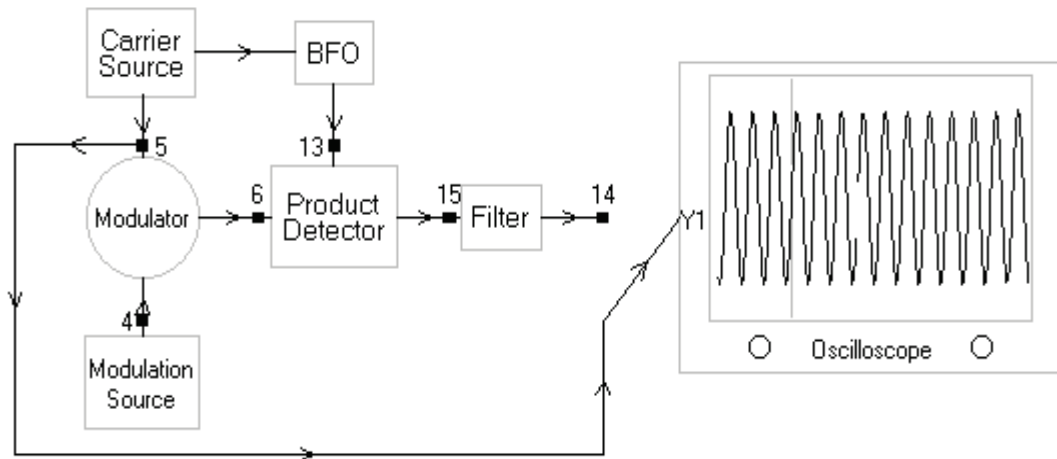 Carrier
Source
BFO
5
13
Modulator
6
Product
Detector
15
Filter
14
Y1
4
Modulation
Source
Oscilloscope